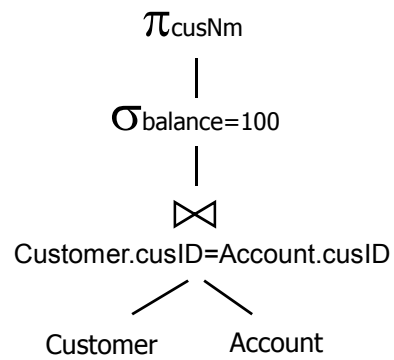 πcusNm
σbalance=100
⋈
Customer.cusID=Account.cusID
Customer Account